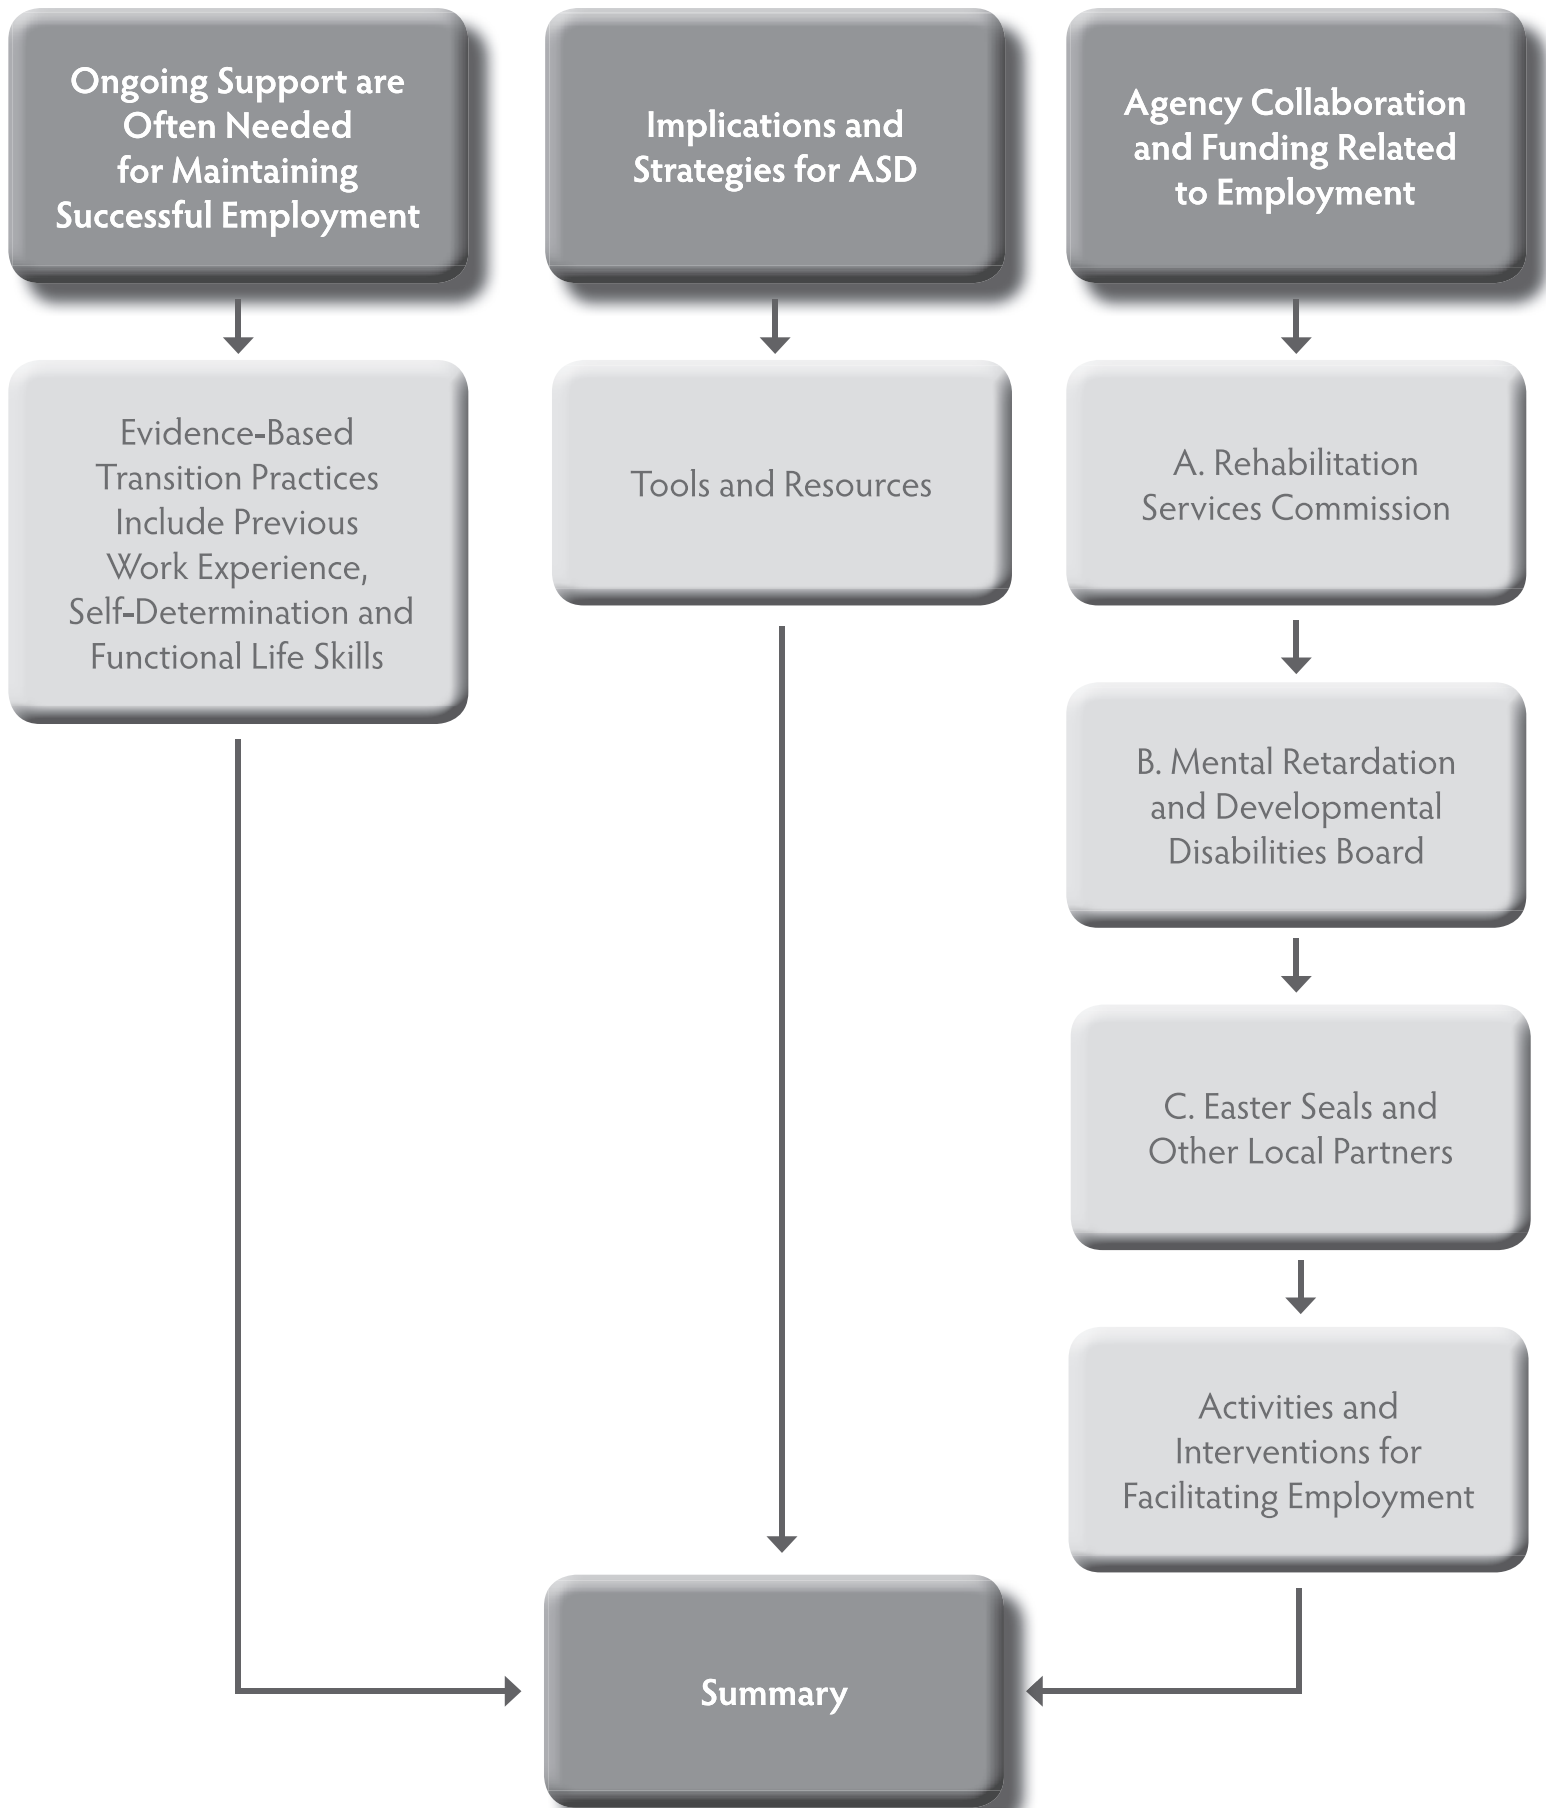 Ongoing Support are
Often Needed
for Maintaining
Successful Employment
Implications and
Strategies for ASD
Agency Collaboration
and Funding Related
to Employment
Evidence-Based
Transition Practices
Include Previous
Work Experience,
Self-Determination and
Functional Life Skills
Tools and Resources
A. Rehabilitation
Services Commission
B. Mental Retardation
and Developmental
Disabilities Board
C. Easter Seals and
Other Local Partners
Activities and
Interventions for
Facilitating Employment
Summary